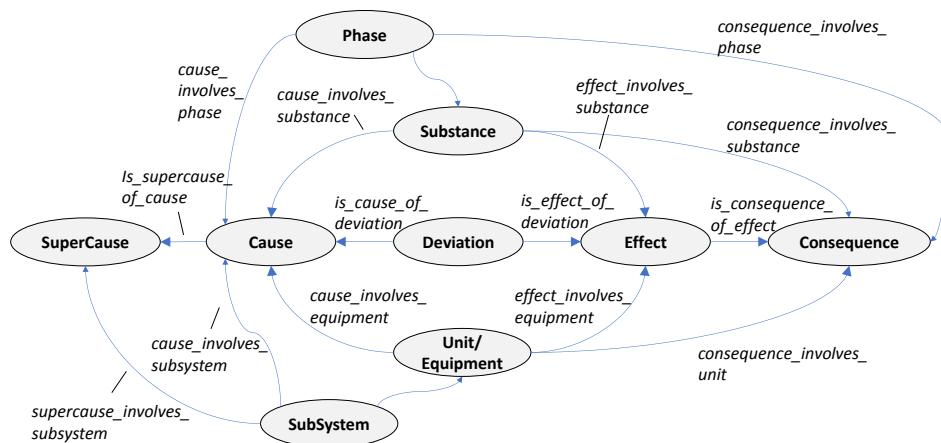 Phase
consequence_involves_
phase
cause_
involves_
phase
cause_involves_
substance
effect_involves_
substance
Substance
consequence_involves_
substance
Is_supercause_
of_cause
is_cause_of_
deviation
is_effect_of_
deviation
is_consequence_
of_effect
SuperCause
Cause
Deviation
Effect
Consequence
cause_involves_
equipment
effect_involves_
equipment
cause_involves_
subsystem
Unit/
Equipment
consequence_involves_
unit
supercause_involves_
subsystem
SubSystem